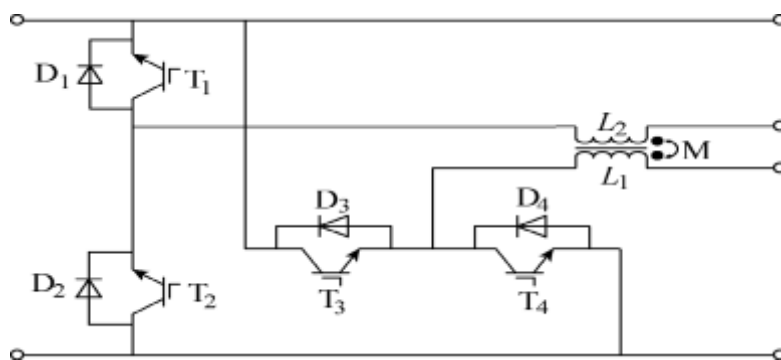 D₁
T₁
L₂
M
L₁
D₃
D₄
D₂
T₂
T₃
T₄